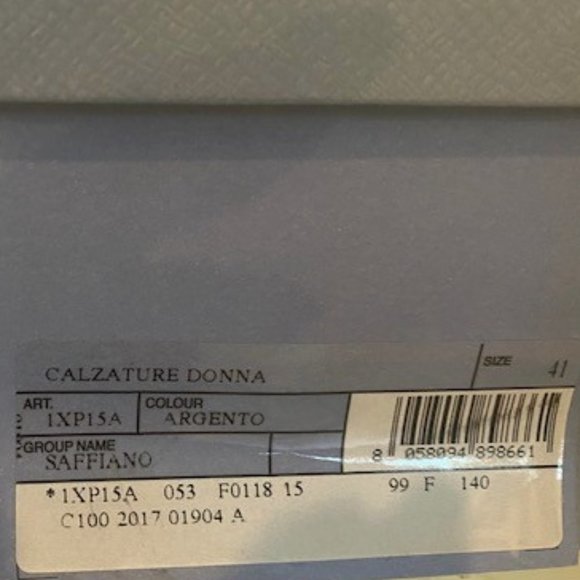 CALZATURE DONNA
SIZE 41
ART. 1XP15A COLOUR ARGENTO
GROUP NAME SAFFIANO
8 058094 898661
*1XP15A 053 F0118 15 99 F 140
C100 2017 01904 A